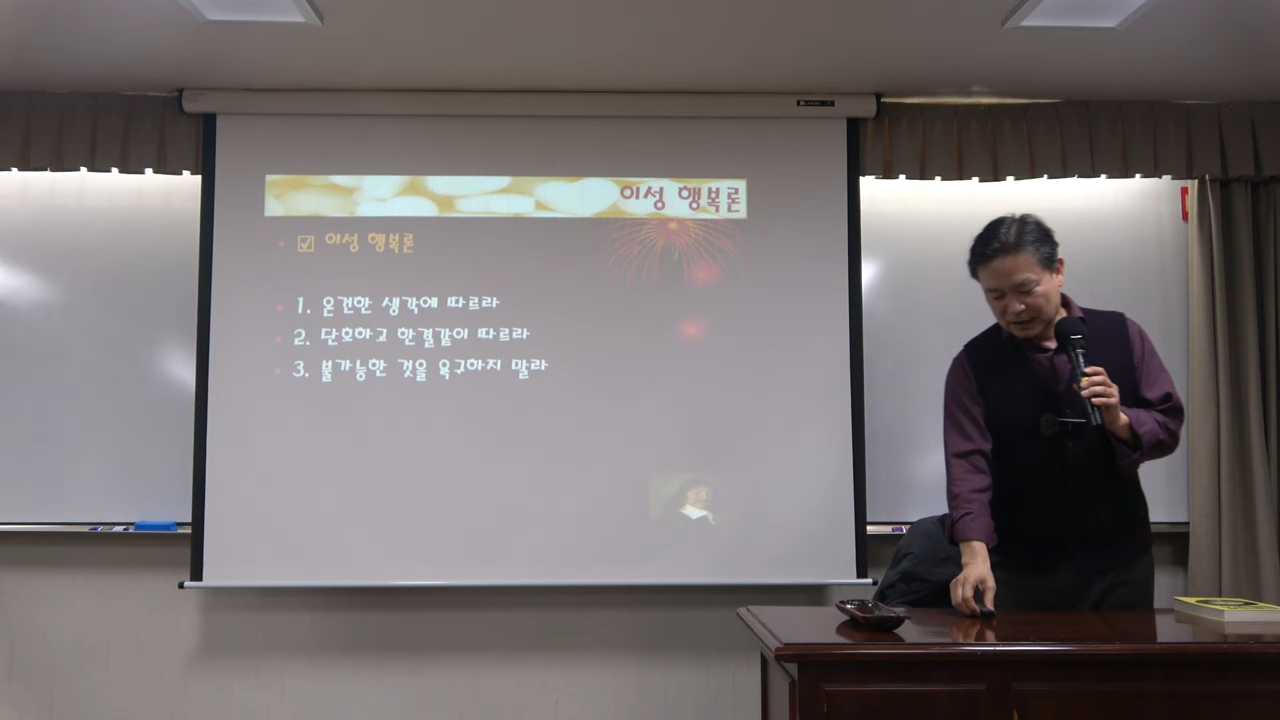 이성 행복론
☑ 이성 행복론
1. 온건한 생각에 따르라
2. 단호하고 한결같이 따르라
3. 불가능한 것을 욕구하지 말라